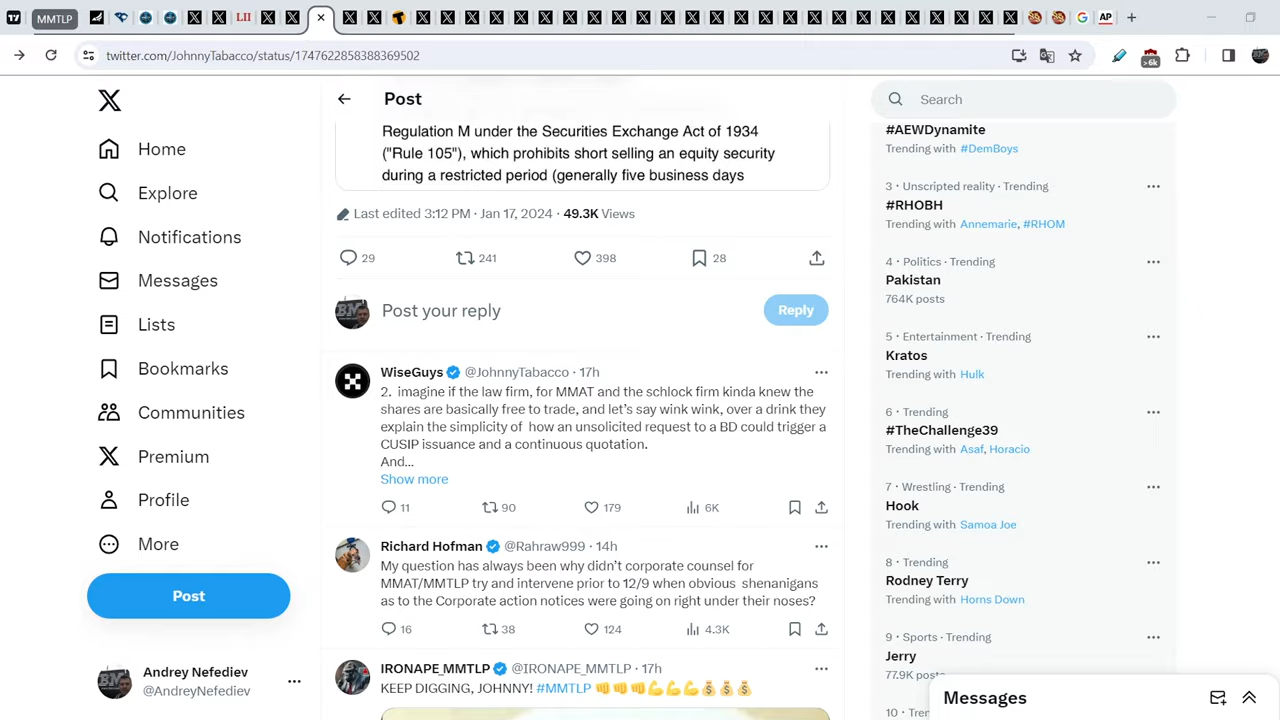 MMTLP
LII
AP
twitter.com/JohnnyTabacco/status/1747622858388369502
>6k
Home
Explore
Notifications
Messages
Lists
Bookmarks
Communities
Premium
Profile
More
Post
Andrey Nefediev
@AndreyNefediev
Post
Regulation M under the Securities Exchange Act of 1934
("Rule 105"), which prohibits short selling an equity security
during a restricted period (generally five business days
Last edited 3:12 PM · Jan 17, 2024 · 49.3K Views
29 241 398 28
Post your reply
Reply
WiseGuys @JohnnyTabacco · 17h
2. imagine if the law firm, for MMAT and the schlock firm kinda knew the
shares are basically free to trade, and let's say wink wink, over a drink they
explain the simplicity of how an unsolicited request to a BD could trigger a
CUSIP issuance and a continuous quotation.
And...
Show more
11 90 179 6K
Richard Hofman @Rahraw999 · 14h
My question has always been why didn't corporate counsel for
MMAT/MMTLP try and intervene prior to 12/9 when obvious shenanigans
as to the Corporate action notices were going on right under their noses?
16 38 124 4.3K
IRONAPE_MMTLP @IRONAPE_MMTLP · 17h
KEEP DIGGING, JOHNNY! #MMTLP 👊👊👊💪💪💪💰💰💰
Search
#AEWDynamite
Trending with #DemBoys
3 · Unscripted reality · Trending
#RHOBH
Trending with Annemarie, #RHOM
4 · Politics · Trending
Pakistan
764K posts
5 · Entertainment · Trending
Kratos
Trending with Hulk
6 · Trending
#TheChallenge39
Trending with Asaf, Horacio
7 · Wrestling · Trending
Hook
Trending with Samoa Joe
8 · Trending
Rodney Terry
Trending with Horns Down
9 · Sports · Trending
Jerry
77.9K posts
10 · Tren
Messages